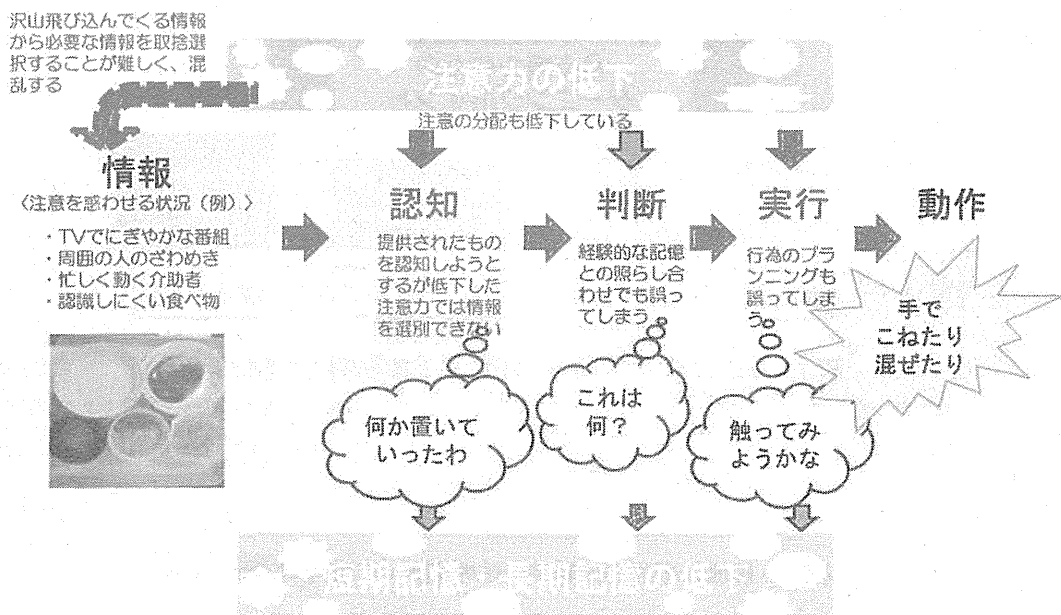 沢山飛び込んでくる情報
から必要な情報を取捨選
択することが難しく、混
乱する
注意力の低下
注意の分配も低下している
情報
〈注意を惑わせる状況(例)〉
・TVでにぎやかな番組
・周囲の人のざわめき
・忙しく動く介助者
・認識しにくい食べ物
認知
提供されたもの
を認知しようと
するが低下した
注意力では情報
を選別できない
判断
経験的な記憶
との照らし合
わせでも誤っ
てしまう
実行
行為のプラ
ンニングも
誤ってしま
う
動作
手で
こねたり
混ぜたり
何か置いて
いったわ
これは
何?
触ってみ
ようかな
短期記憶・長期記憶の低下